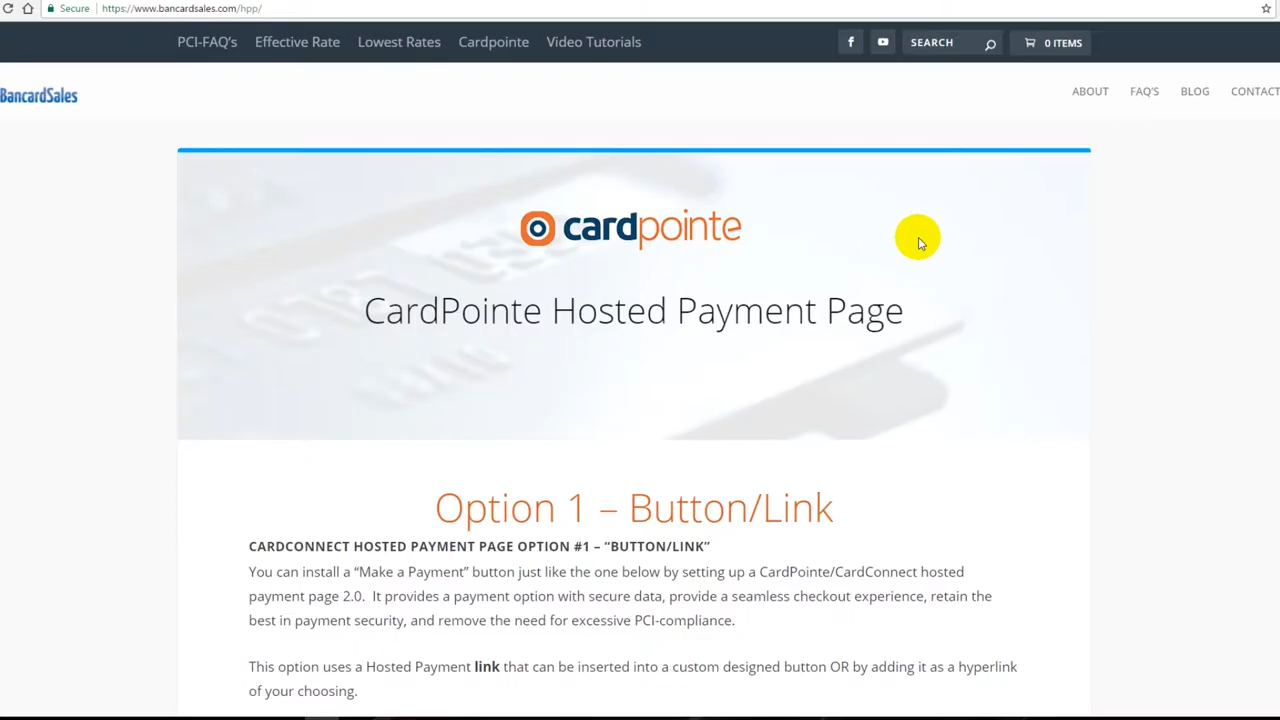 Secure https://www.bancardsales.com/hpp/
PCI-FAQ's Effective Rate Lowest Rates Cardpointe Video Tutorials SEARCH 0 ITEMS
BancardSales ABOUT FAQ'S BLOG CONTACT
cardpointe
CardPointe Hosted Payment Page
Option 1 – Button/Link
CARDCONNECT HOSTED PAYMENT PAGE OPTION #1 – “BUTTON/LINK”
You can install a “Make a Payment” button just like the one below by setting up a CardPointe/CardConnect hosted
payment page 2.0. It provides a payment option with secure data, provide a seamless checkout experience, retain the
best in payment security, and remove the need for excessive PCI-compliance.
This option uses a Hosted Payment link that can be inserted into a custom designed button OR by adding it as a hyperlink
of your choosing.